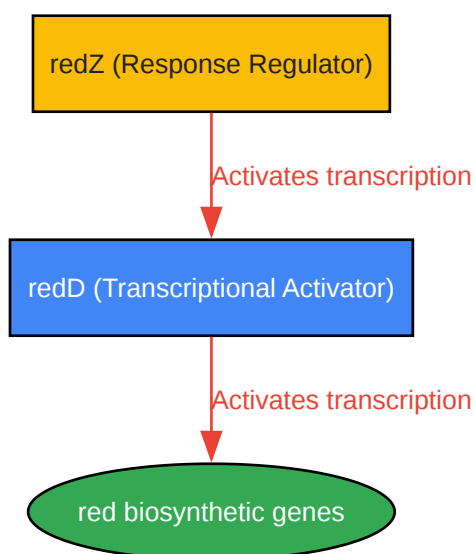 redZ (Response Regulator)
Activates transcription
redD (Transcriptional Activator)
Activates transcription
red biosynthetic genes